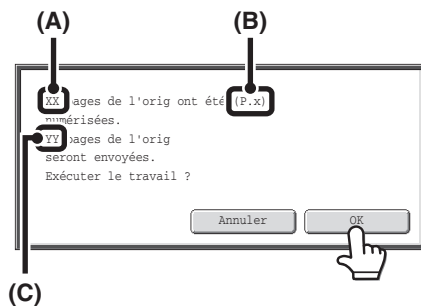 (A) (B)
XX pages de l'orig ont été (P.x)
numérisées.
YY pages de l'orig
seront envoyées.
Exécuter le travail ?
Annuler OK
(C)